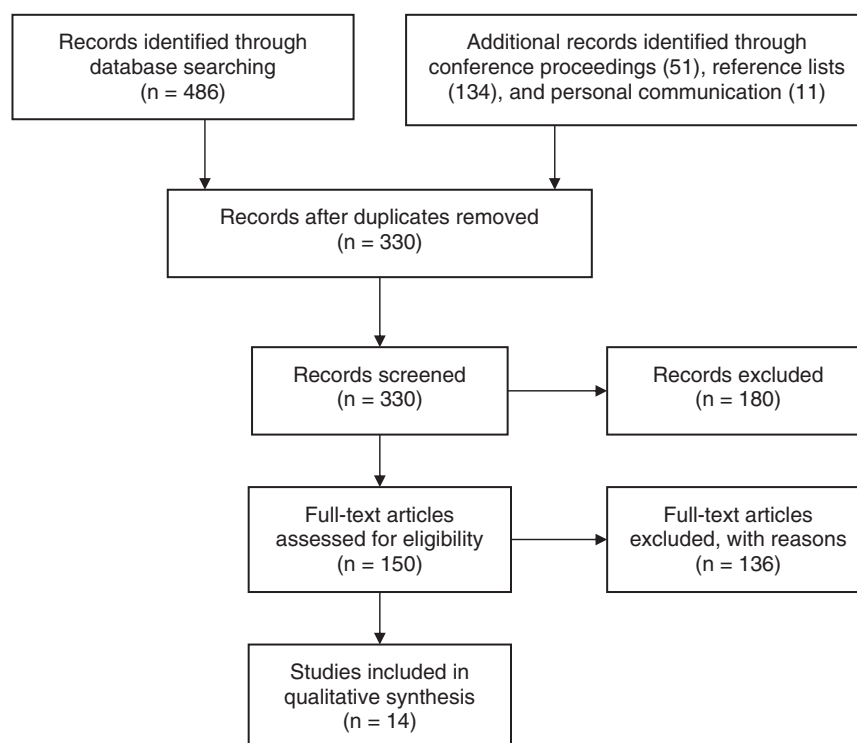 Records identified through
database searching
(n = 486)
Additional records identified through
conference proceedings (51), reference lists
(134), and personal communication (11)
Records after duplicates removed
(n = 330)
Records screened
(n = 330)
Records excluded
(n = 180)
Full-text articles
assessed for eligibility
(n = 150)
Full-text articles
excluded, with reasons
(n = 136)
Studies included in
qualitative synthesis
(n = 14)